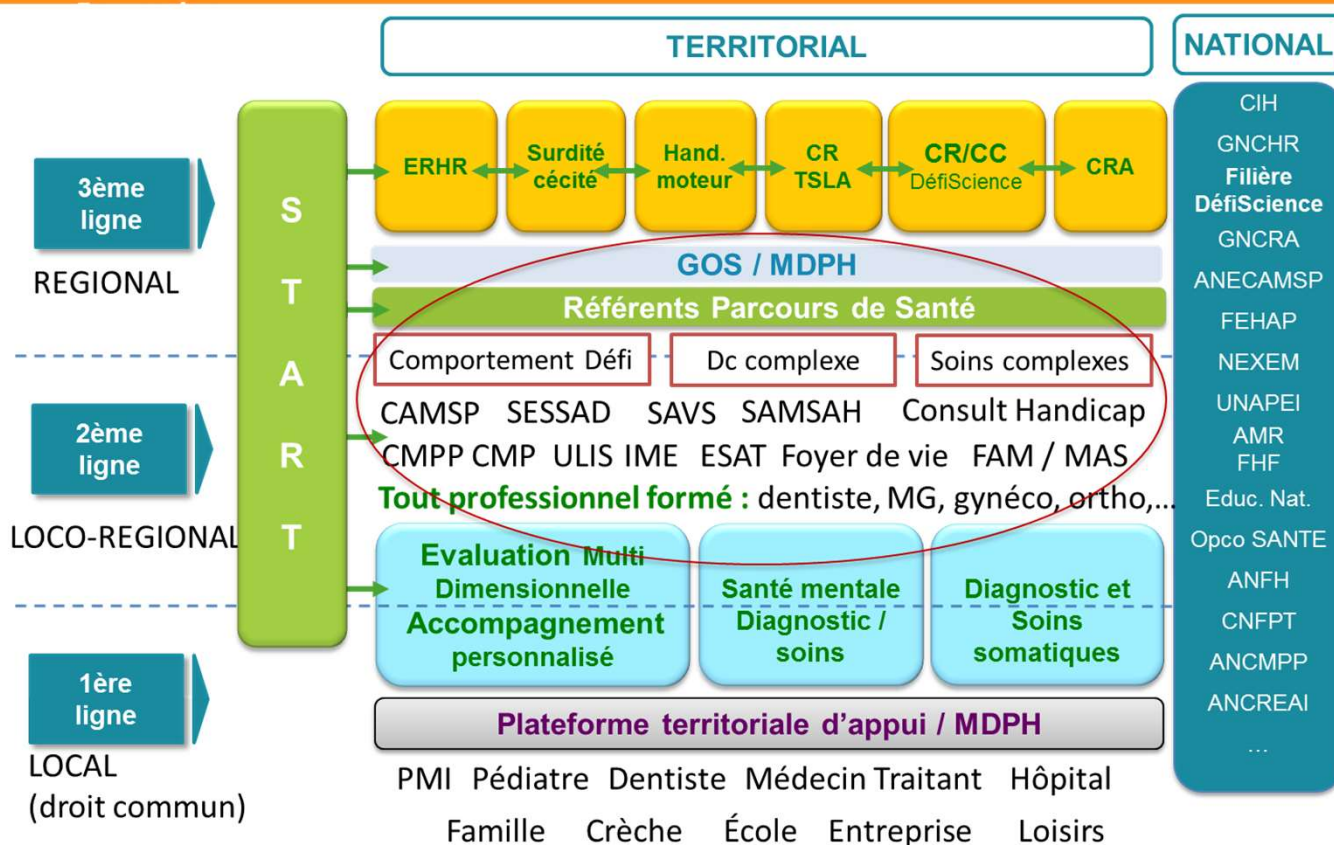 TERRITORIAL
NATIONAL
3ème
ligne
REGIONAL
2ème
ligne
LOCO-REGIONAL
1ère
ligne
LOCAL
(droit commun)
S
T
A
R
T
ERHR
Surdité
cécité
Hand.
moteur
CR
TSLA
CR/CC
DéfiScience
CRA
GOS / MDPH
Référents Parcours de Santé
Comportement Défi
Dc complexe
Soins complexes
CAMSP SESSAD SAVS SAMSAH Consult Handicap
CMPP CMP ULIS IME ESAT Foyer de vie FAM / MAS
Tout professionnel formé : dentiste, MG, gynéco, ortho,...
Evaluation Multi
Dimensionnelle
Accompagnement
personnalisé
Santé mentale
Diagnostic /
soins
Diagnostic et
Soins
somatiques
Plateforme territoriale d'appui / MDPH
PMI Pédiatre Dentiste Médecin Traitant Hôpital
Famille Crèche École Entreprise Loisirs
CIH
GNCHR
Filière
DéfiScience
GNCRA
ANECAMSP
FEHAP
NEXEM
UNAPEI
AMR
FHF
Educ. Nat.
Opco SANTE
ANFH
CNFPT
ANCMPP
ANCREAI
...